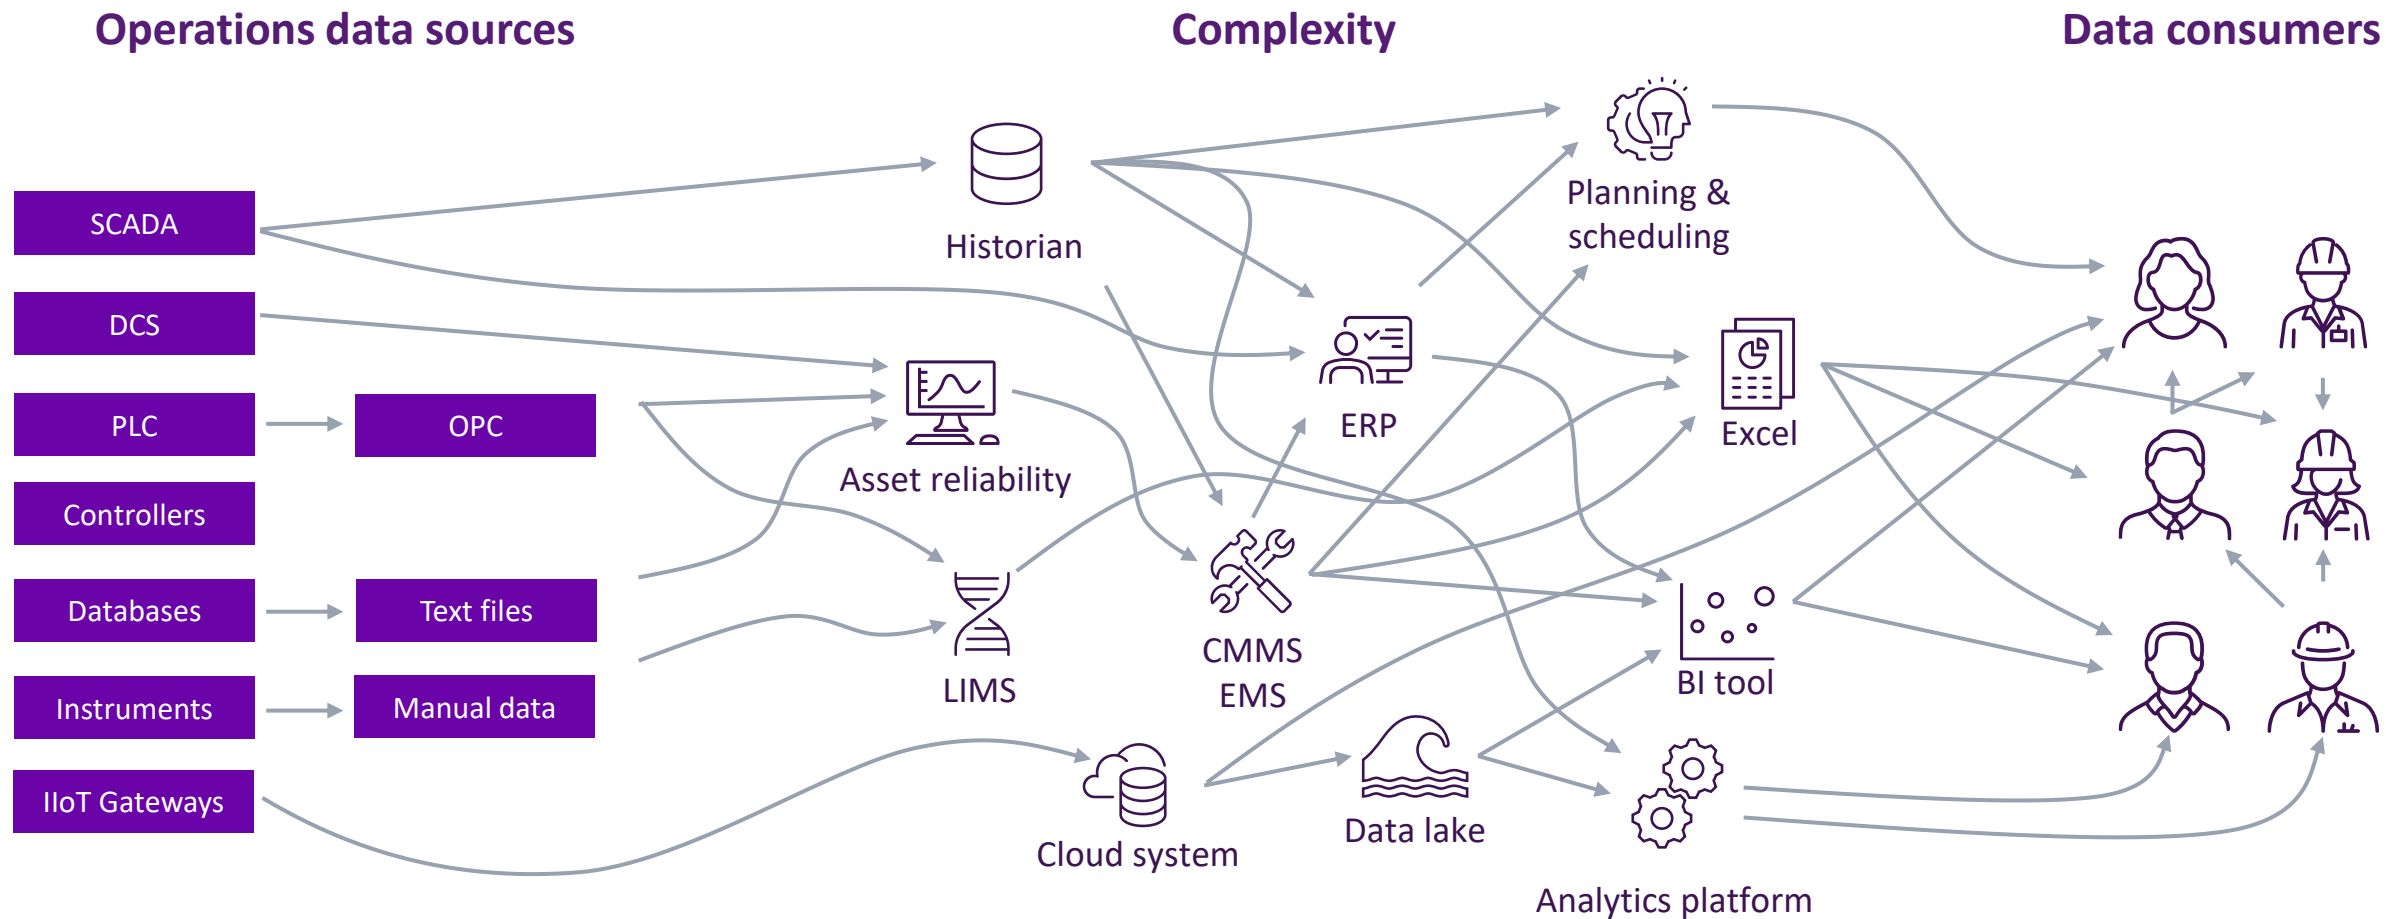 Operations data sources
Complexity
Data consumers
SCADA
DCS
PLC
OPC
Controllers
Databases
Text files
Instruments
Manual data
IIoT Gateways
Historian
Asset reliability
LIMS
Cloud system
ERP
CMMS
EMS
Data lake
Planning &
scheduling
Excel
BI tool
Analytics platform